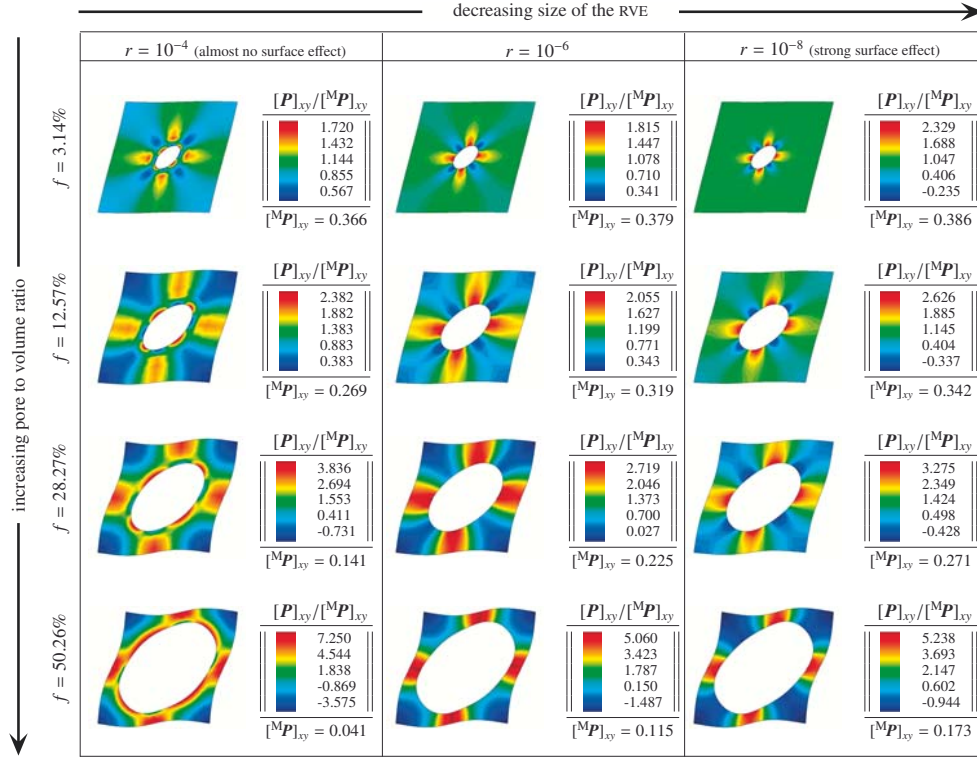 decreasing size of the RVE
r = 10⁻⁴ (almost no surface effect)
r = 10⁻⁶
r = 10⁻⁸ (strong surface effect)
increasing pore to volume ratio
f = 3.14%
[P]xy/[ᴹP]xy
1.720
1.432
1.144
0.855
0.567
[ᴹP]xy = 0.366
[P]xy/[ᴹP]xy
1.815
1.447
1.078
0.710
0.341
[ᴹP]xy = 0.379
[P]xy/[ᴹP]xy
2.329
1.688
1.047
0.406
-0.235
[ᴹP]xy = 0.386
f = 12.57%
[P]xy/[ᴹP]xy
2.382
1.882
1.383
0.883
0.383
[ᴹP]xy = 0.269
[P]xy/[ᴹP]xy
2.055
1.627
1.199
0.771
0.343
[ᴹP]xy = 0.319
[P]xy/[ᴹP]xy
2.626
1.885
1.145
0.404
-0.337
[ᴹP]xy = 0.342
f = 28.27%
[P]xy/[ᴹP]xy
3.836
2.694
1.553
0.411
-0.731
[ᴹP]xy = 0.141
[P]xy/[ᴹP]xy
2.719
2.046
1.373
0.700
0.027
[ᴹP]xy = 0.225
[P]xy/[ᴹP]xy
3.275
2.349
1.424
0.498
-0.428
[ᴹP]xy = 0.271
f = 50.26%
[P]xy/[ᴹP]xy
7.250
4.544
1.838
-0.869
-3.575
[ᴹP]xy = 0.041
[P]xy/[ᴹP]xy
5.060
3.423
1.787
0.150
-1.487
[ᴹP]xy = 0.115
[P]xy/[ᴹP]xy
5.238
3.693
2.147
0.602
-0.944
[ᴹP]xy = 0.173